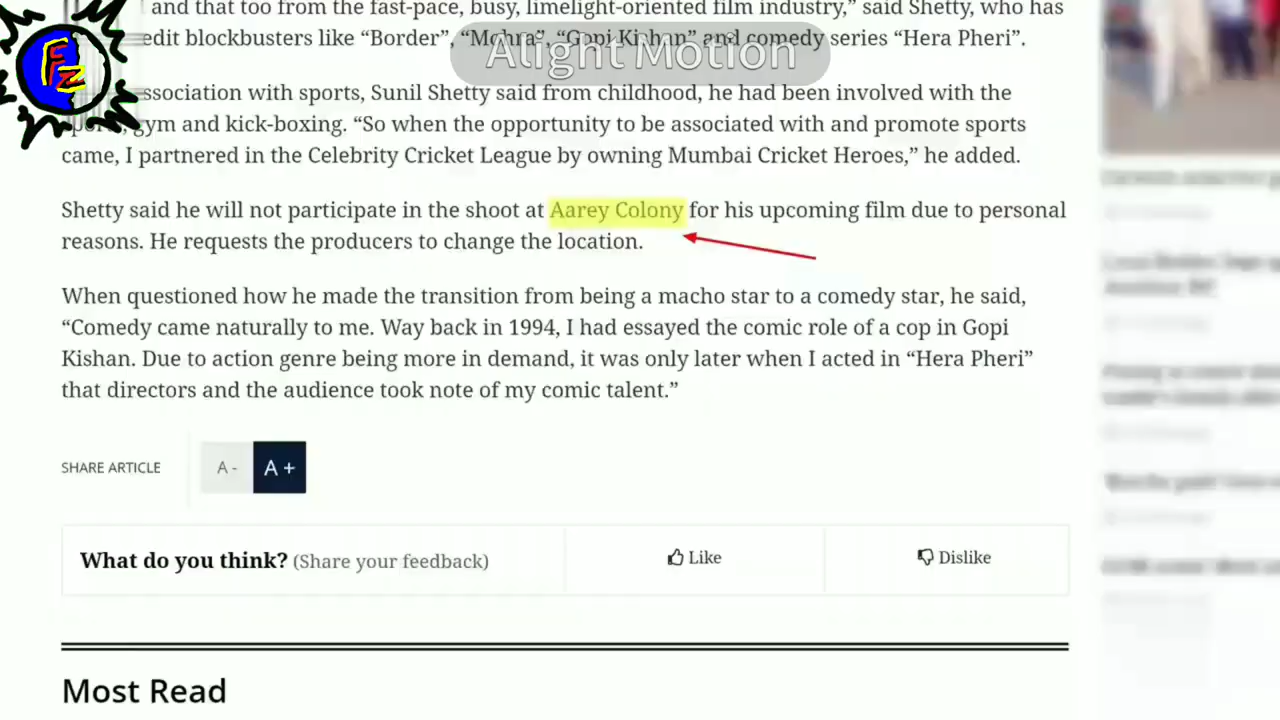 and that too from the fast-pace, busy, limelight-oriented film industry,” said Shetty, who has
edit blockbusters like “Border”, “Mohra”, “Gopi Kishan” and comedy series “Hera Pheri”.
Alight Motion
FZ
ssociation with sports, Sunil Shetty said from childhood, he had been involved with the
gym and kick-boxing. “So when the opportunity to be associated with and promote sports
came, I partnered in the Celebrity Cricket League by owning Mumbai Cricket Heroes,” he added.
Shetty said he will not participate in the shoot at Aarey Colony for his upcoming film due to personal
reasons. He requests the producers to change the location.
When questioned how he made the transition from being a macho star to a comedy star, he said,
“Comedy came naturally to me. Way back in 1994, I had essayed the comic role of a cop in Gopi
Kishan. Due to action genre being more in demand, it was only later when I acted in “Hera Pheri”
that directors and the audience took note of my comic talent.”
SHARE ARTICLE A - A +
What do you think? (Share your feedback) Like Dislike
Most Read